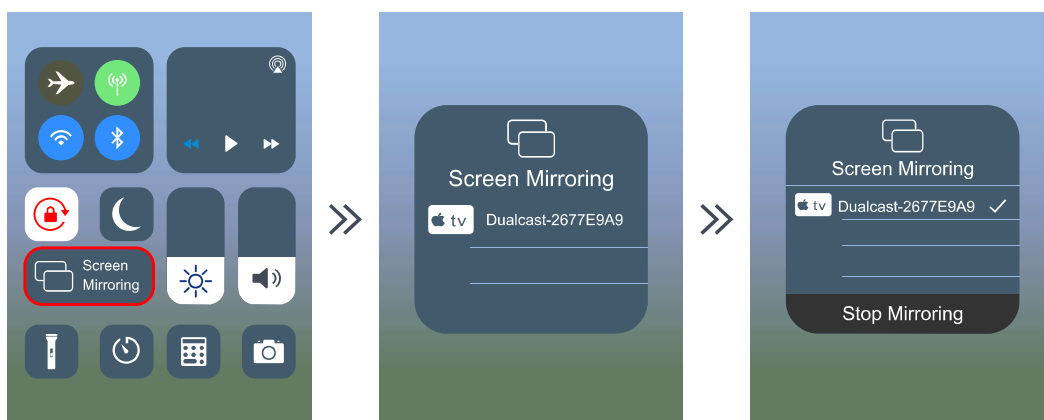 Screen
Mirroring
Screen Mirroring
tv Dualcast-2677E9A9
Screen Mirroring
tv Dualcast-2677E9A9
Stop Mirroring